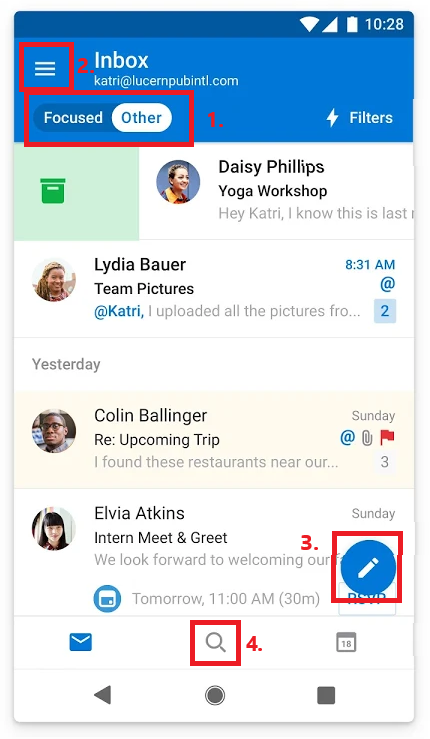 10:28
2. Inbox
katri@lucernpubintl.com
Focused Other 1. Filters
Daisy Phillips
Yoga Workshop
Hey Katri, I know this is last
Lydia Bauer 8:31 AM
Team Pictures @
@Katri, I uploaded all the pictures fro... 2
Yesterday
Colin Ballinger Sunday
Re: Upcoming Trip @
I found these restaurants near our... 3
Elvia Atkins Sunday
Intern Meet & Greet 3.
We look forward to welcoming our
Tomorrow, 11:00 AM (30m) RSVP
4. 18